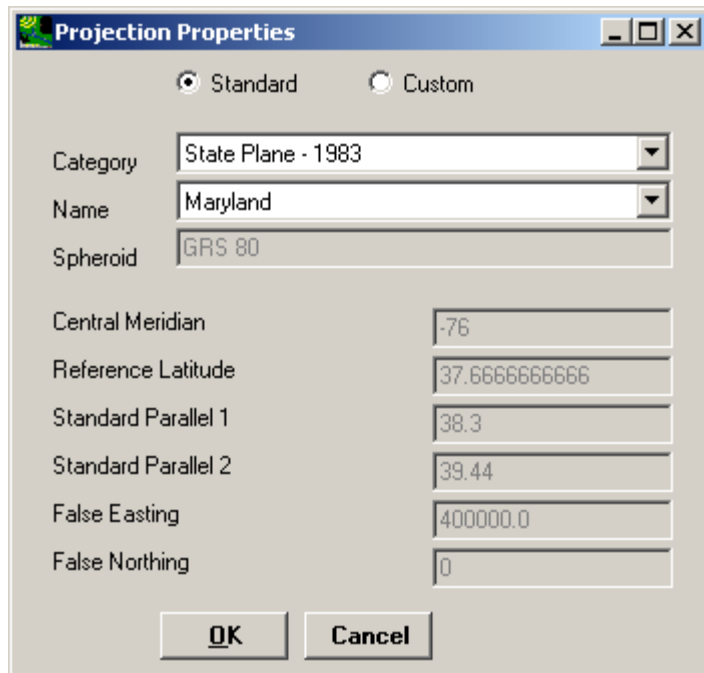 Projection Properties
Standard Custom
Category State Plane - 1983
Name Maryland
Spheroid GRS 80
Central Meridian -76
Reference Latitude 37.6666666666
Standard Parallel 1 38.3
Standard Parallel 2 39.44
False Easting 400000.0
False Northing 0
OK Cancel